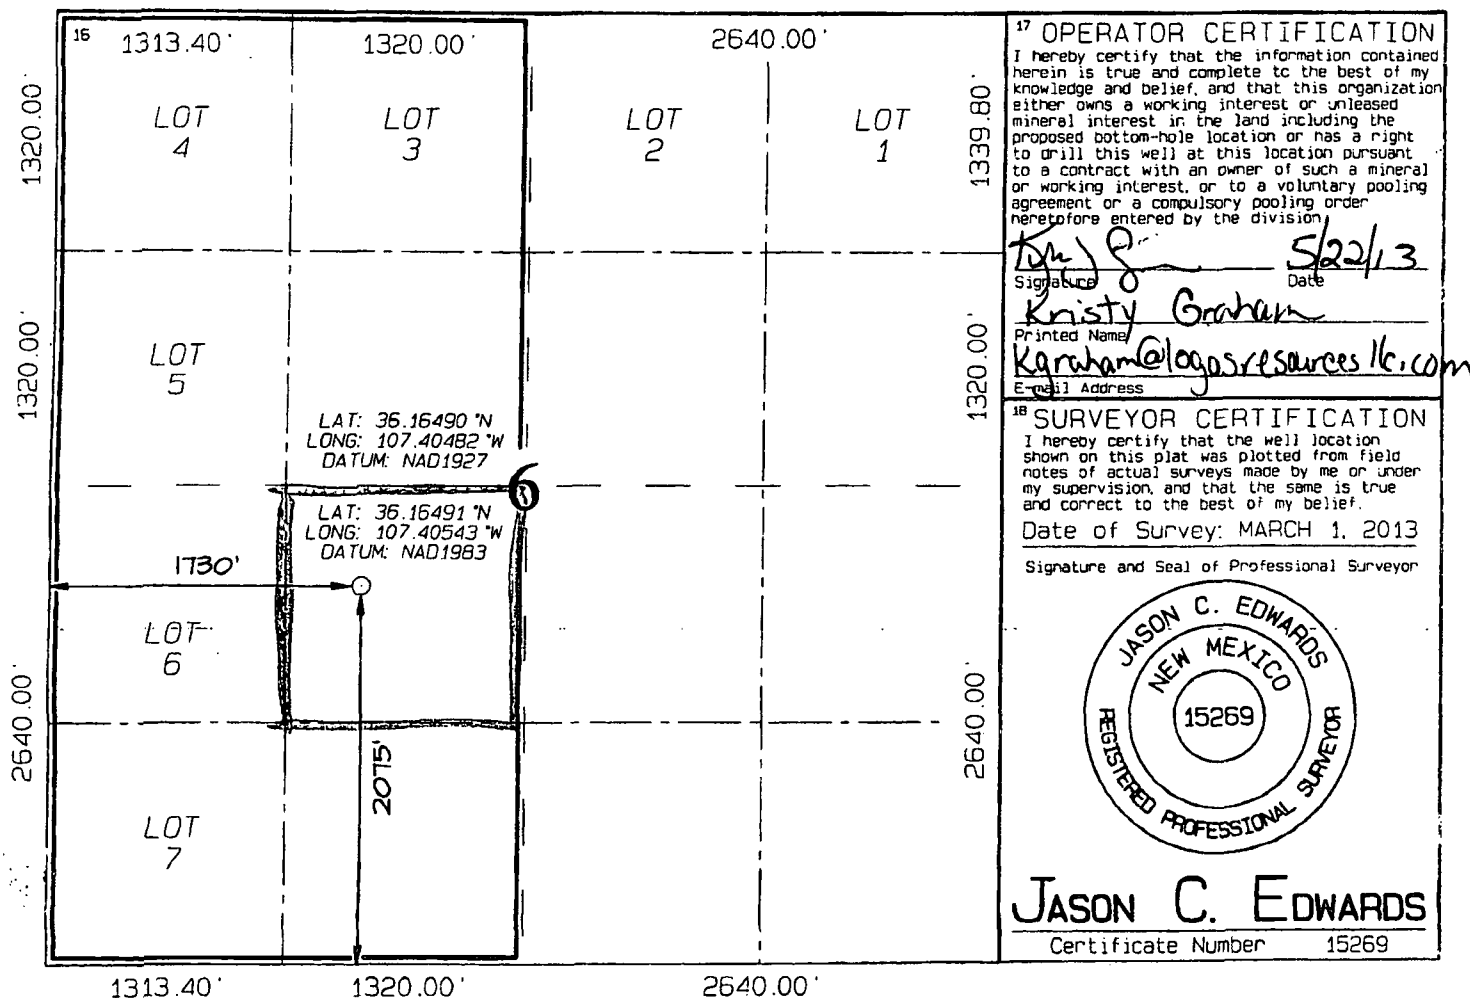 16 1313.40' 1320.00' 2640.00'
1320.00' LOT 4 LOT 3 LOT 2 LOT 1 1339.80'
1320.00' LOT 5 1320.00'
LAT: 36.16490 °N
LONG: 107.40482 °W
DATUM: NAD1927
6
LAT: 36.16491 °N
LONG: 107.40543 °W
DATUM: NAD1983
1730'
LOT 6
2640.00' 2640.00'
2075'
LOT 7
1313.40' 1320.00' 2640.00'
17 OPERATOR CERTIFICATION
I hereby certify that the information contained
herein is true and complete to the best of my
knowledge and belief, and that this organization
either owns a working interest or unleased
mineral interest in the land including the
proposed bottom-hole location or has a right
to drill this well at this location pursuant
to a contract with an owner of such a mineral
or working interest, or to a voluntary pooling
agreement or a compulsory pooling order
heretofore entered by the division.
5/22/13
Signature Date
Kristy Graham
Printed Name
kgraham@logosresourcesllc.com
E-mail Address
18 SURVEYOR CERTIFICATION
I hereby certify that the well location
shown on this plat was plotted from field
notes of actual surveys made by me or under
my supervision, and that the same is true
and correct to the best of my belief.
Date of Survey: MARCH 1, 2013
Signature and Seal of Professional Surveyor
JASON C. EDWARDS
NEW MEXICO
15269
REGISTERED PROFESSIONAL SURVEYOR
JASON C. EDWARDS
Certificate Number 15269